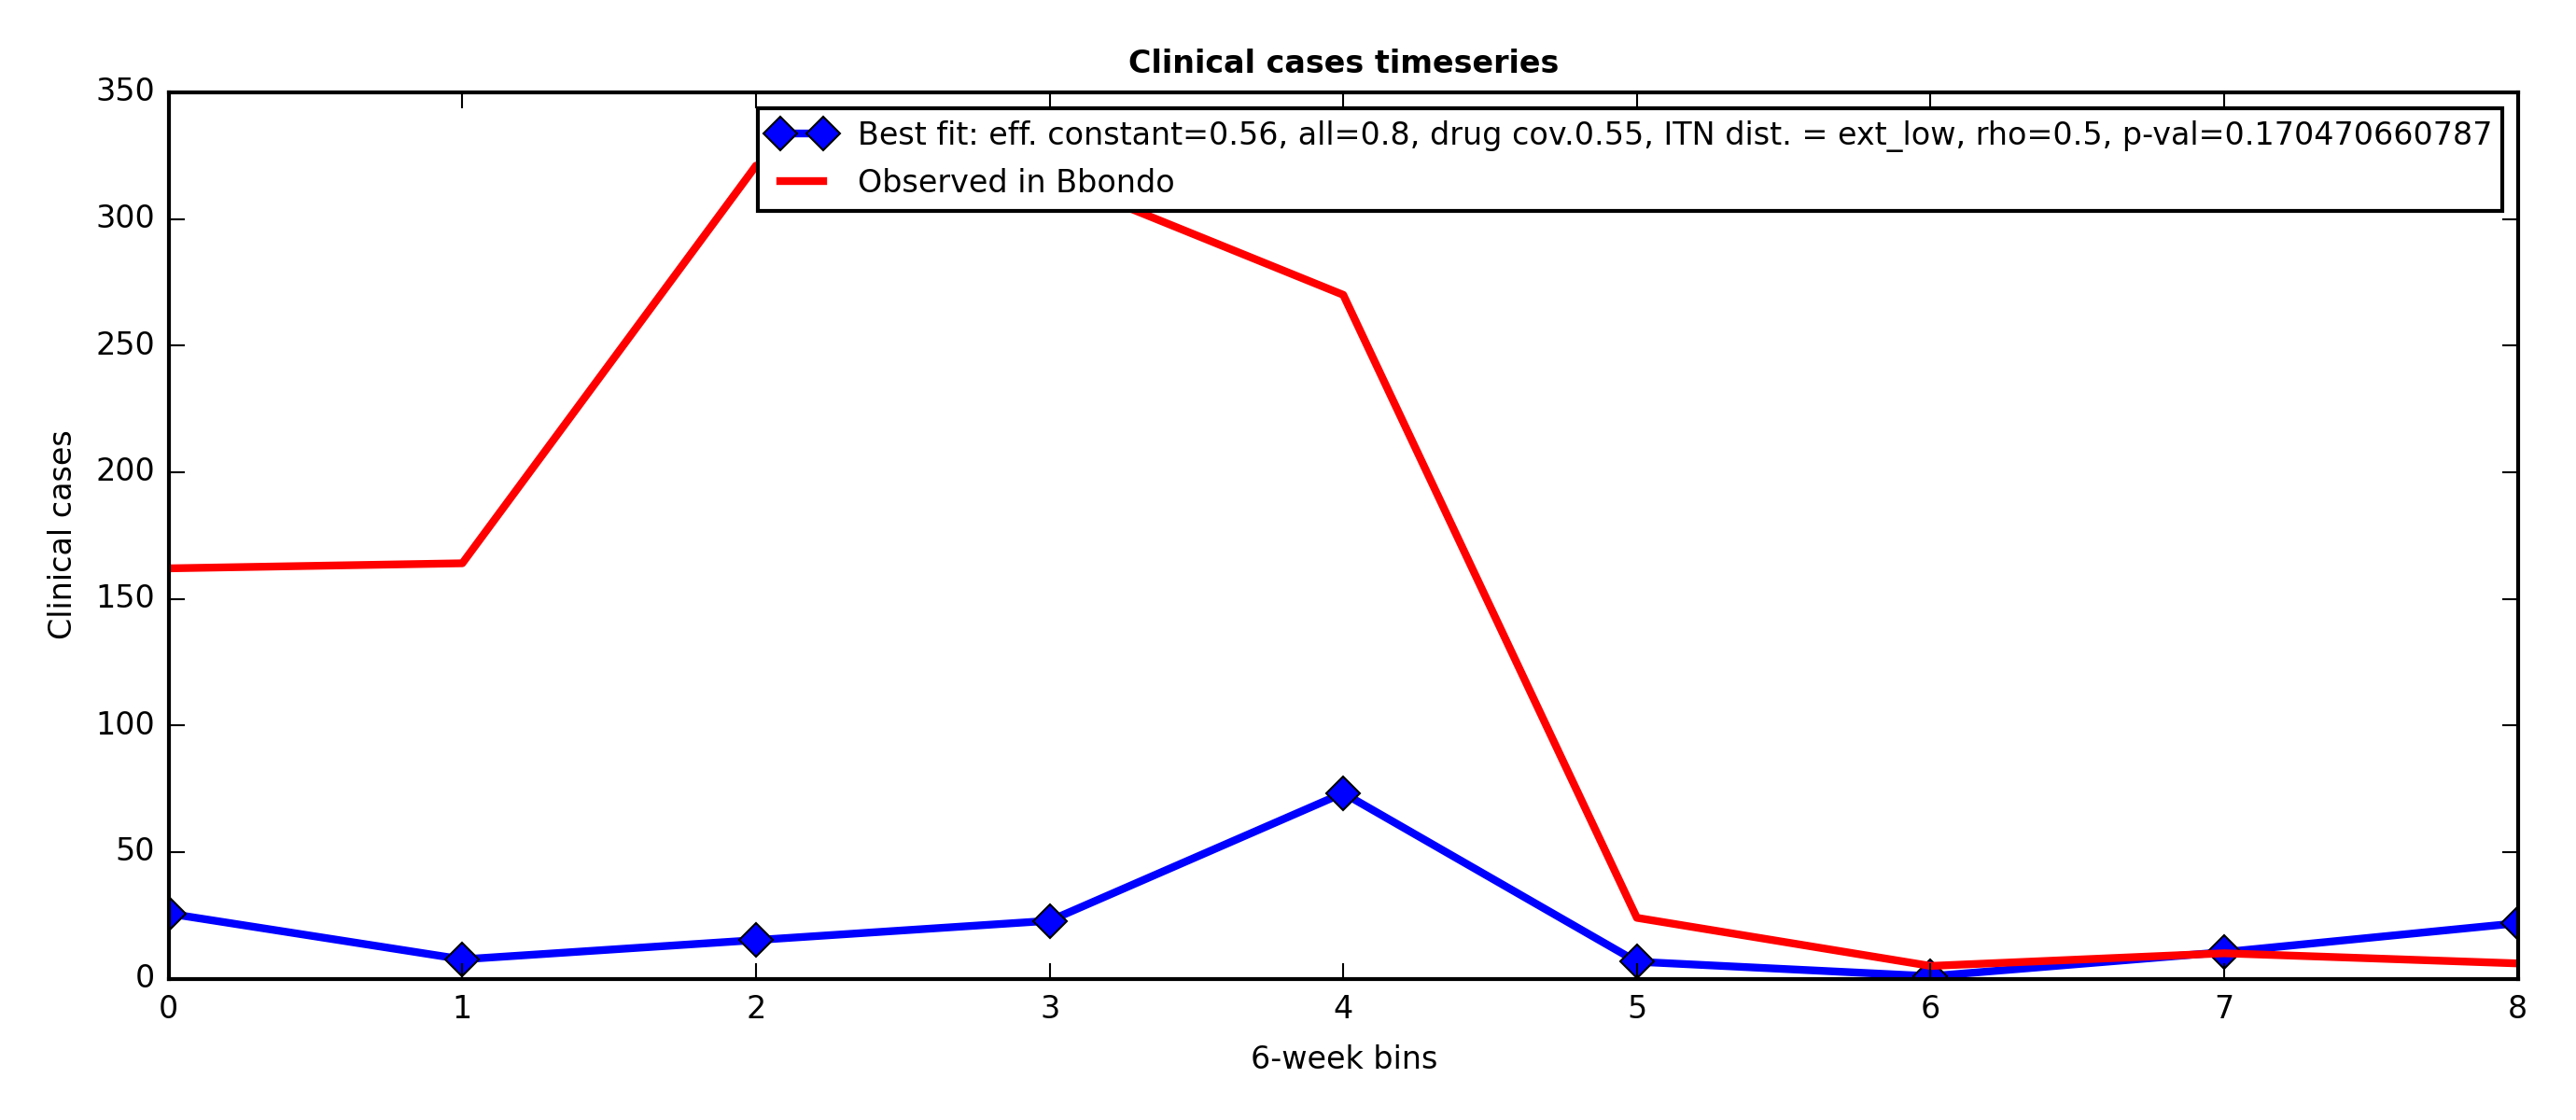 Clinical cases timeseries
350
300
250
200
150
100
50
0
Clinical cases
Best fit: eff. constant=0.56, all=0.8, drug cov.0.55, ITN dist. = ext_low, rho=0.5, p-val=0.170470660787
Observed in Bbondo
0 1 2 3 4 5 6 7 8
6-week bins